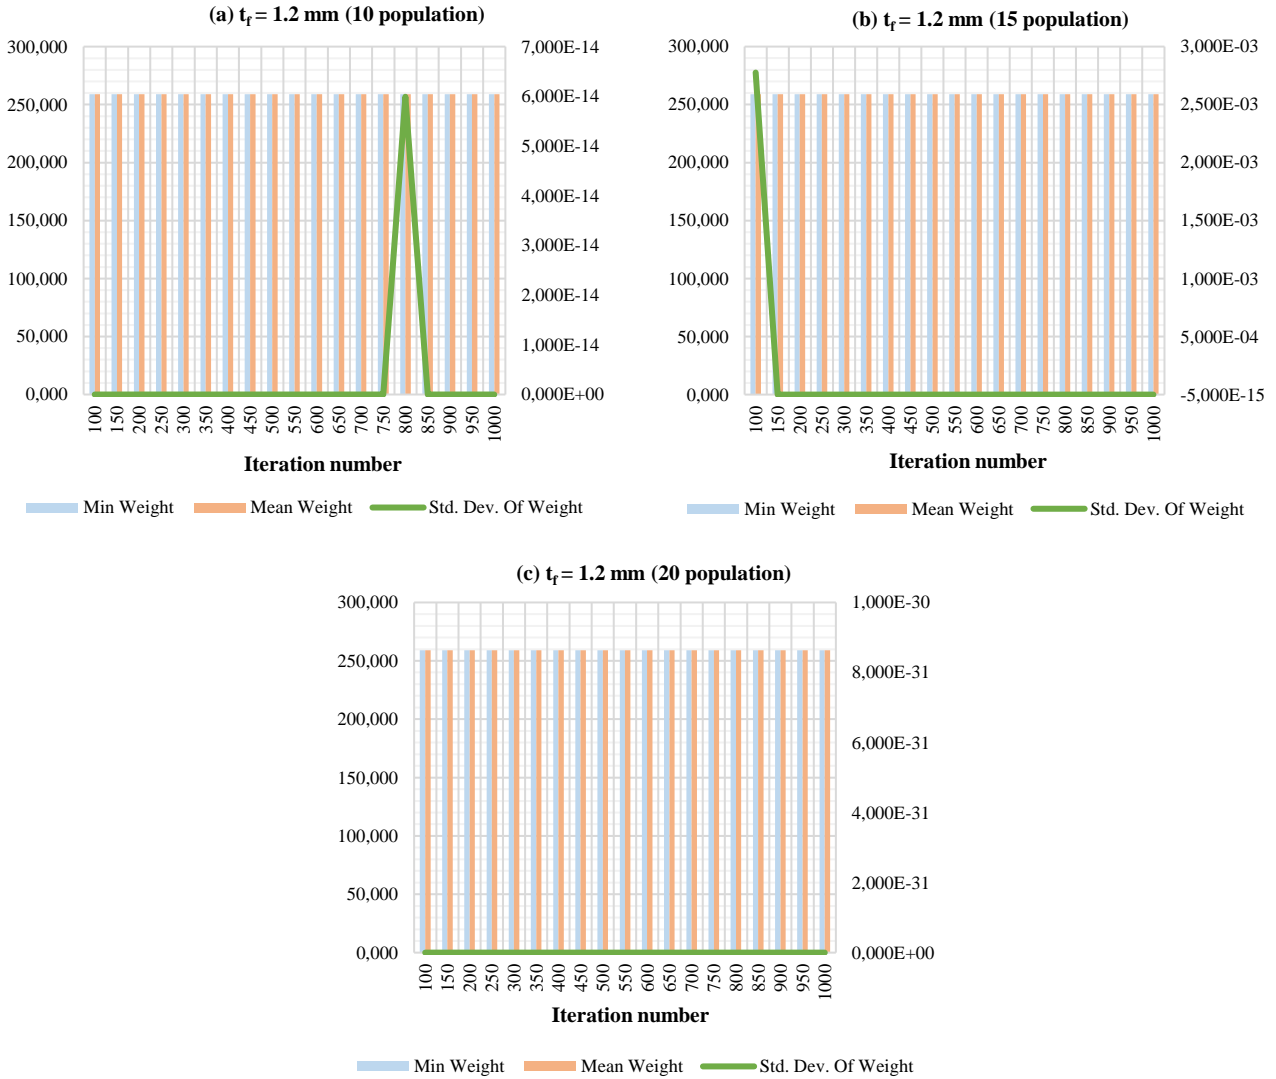 (a) tf = 1.2 mm (10 population)
300,000
250,000
200,000
150,000
100,000
50,000
0,000
7,000E-14
6,000E-14
5,000E-14
4,000E-14
3,000E-14
2,000E-14
1,000E-14
0,000E+00
100 150 200 250 300 350 400 450 500 550 600 650 700 750 800 850 900 950 1000
Iteration number
Min Weight Mean Weight Std. Dev. Of Weight
(b) tf = 1.2 mm (15 population)
300,000
250,000
200,000
150,000
100,000
50,000
0,000
3,000E-03
2,500E-03
2,000E-03
1,500E-03
1,000E-03
5,000E-04
-5,000E-15
100 150 200 250 300 350 400 450 500 550 600 650 700 750 800 850 900 950 1000
Iteration number
Min Weight Mean Weight Std. Dev. Of Weight
(c) tf = 1.2 mm (20 population)
300,000
250,000
200,000
150,000
100,000
50,000
0,000
1,000E-30
8,000E-31
6,000E-31
4,000E-31
2,000E-31
0,000E+00
100 150 200 250 300 350 400 450 500 550 600 650 700 750 800 850 900 950 1000
Iteration number
Min Weight Mean Weight Std. Dev. Of Weight